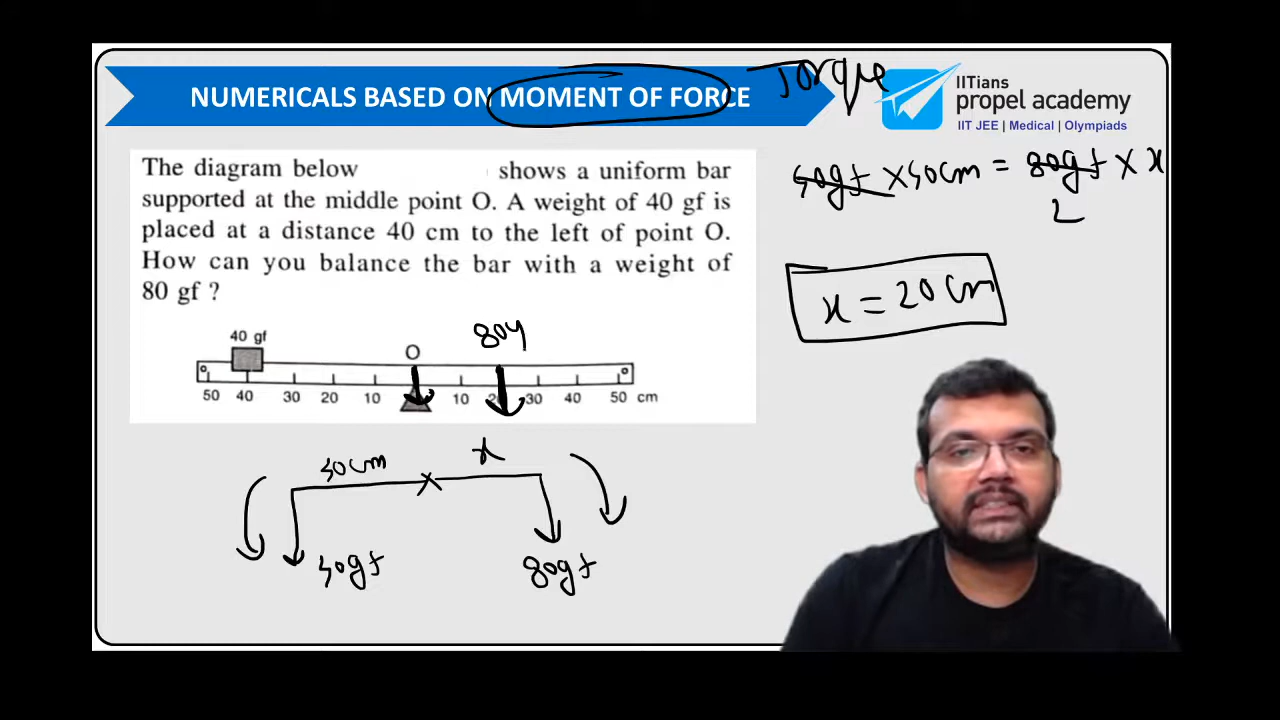 NUMERICALS BASED ON MOMENT OF FORCE
Torque
IITians
propel academy
IIT JEE | Medical | Olympiads
The diagram below shows a uniform bar
supported at the middle point O. A weight of 40 gf is
placed at a distance 40 cm to the left of point O.
How can you balance the bar with a weight of
80 gf ?
40gf × 40cm = 80gf × x
2
x = 20 cm
40 gf
O
50 40 30 20 10 10 20 30 40 50 cm
40cm
x
40gf
80gf